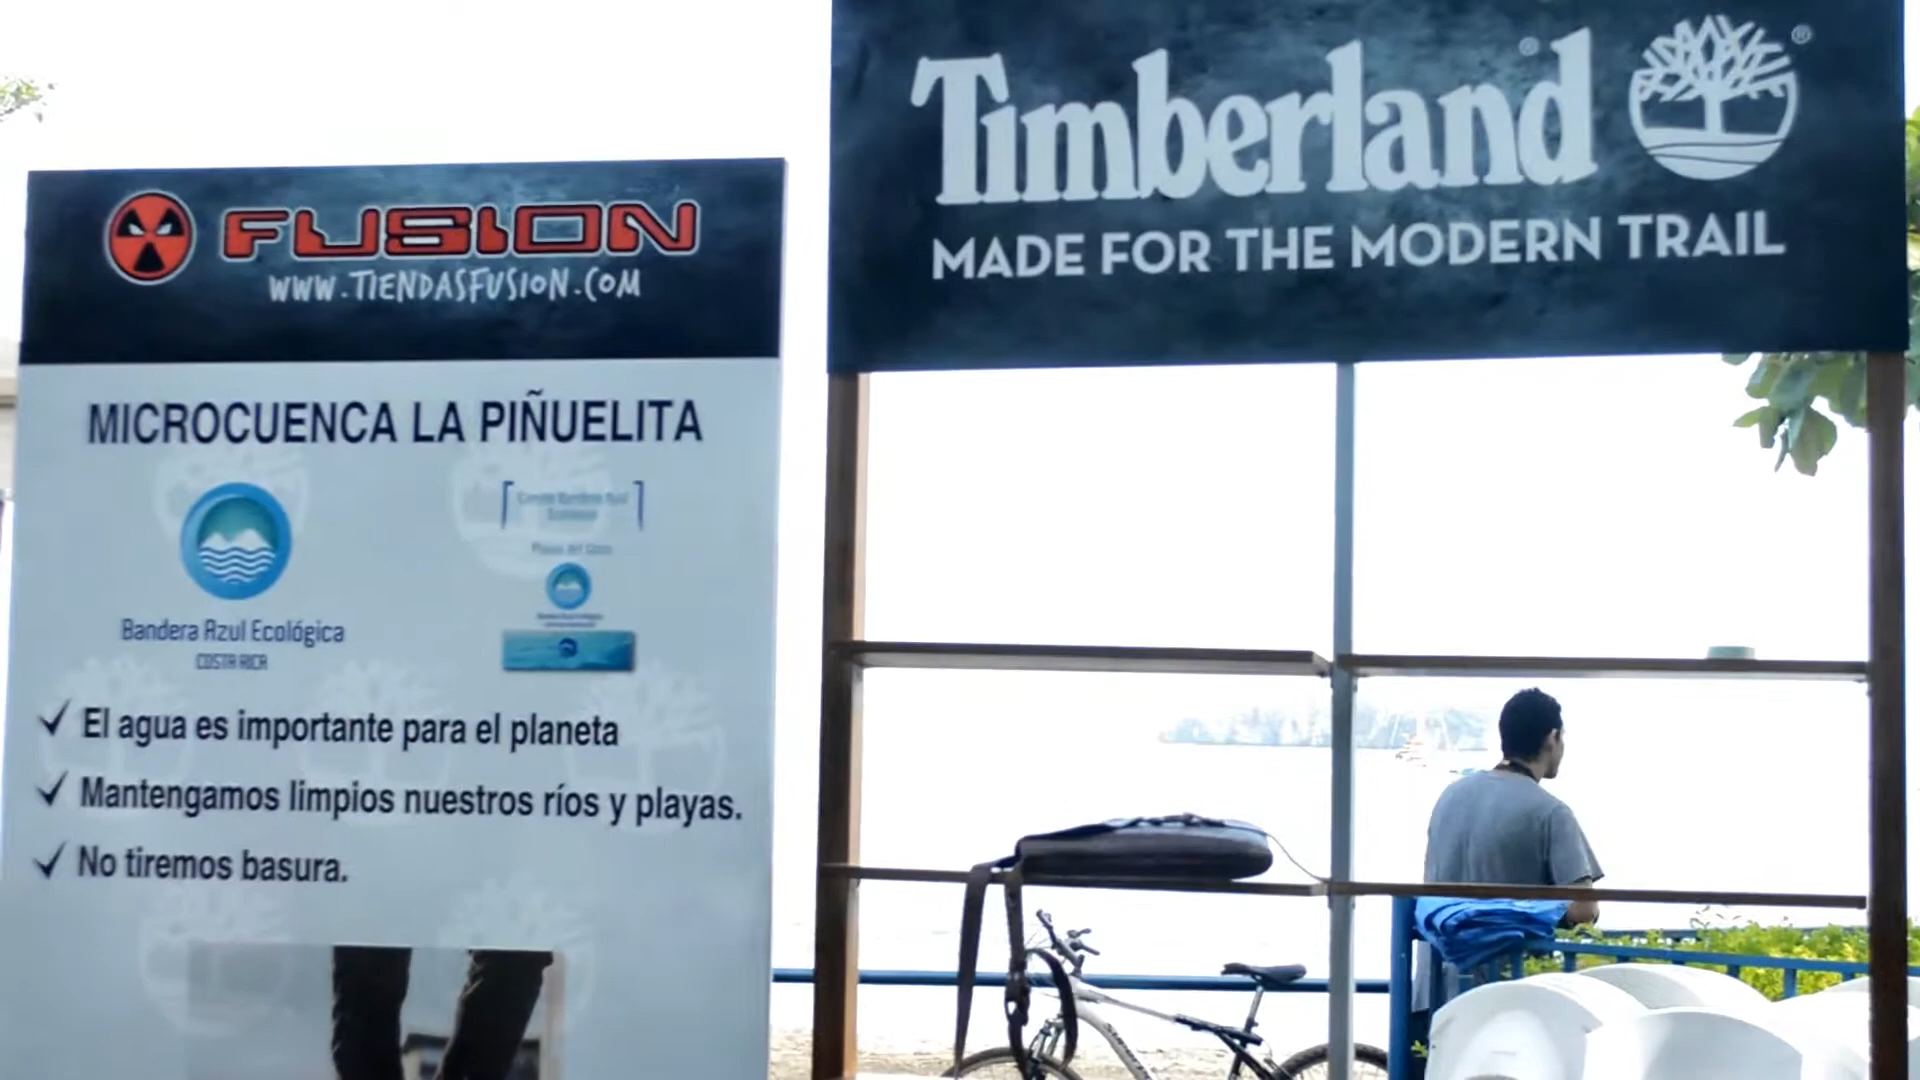 FUSION
WWW.TIENDASFUSION.COM
MICROCUENCA LA PIÑUELITA
Bandera Azul Ecológica
COSTA RICA
✓ El agua es importante para el planeta
✓ Mantengamos limpios nuestros ríos y playas.
✓ No tiremos basura.
Timberland®
®
MADE FOR THE MODERN TRAIL